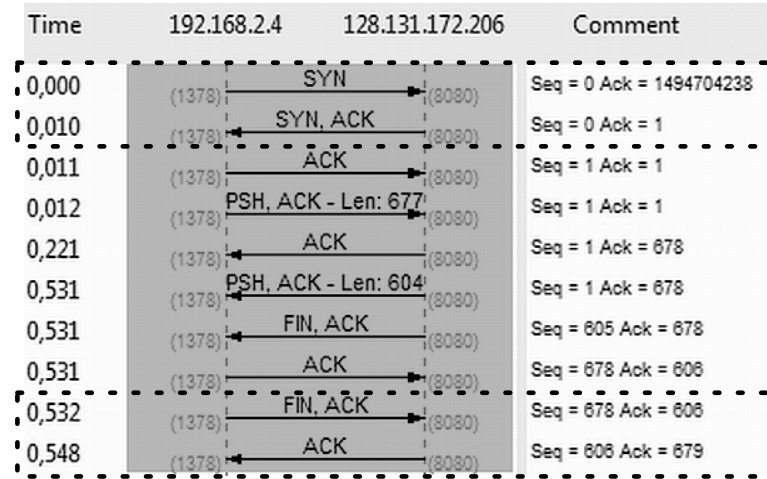 Time 192.168.2.4 128.131.172.206 Comment
0,000 (1378) SYN (8080) Seq = 0 Ack = 1494704238
0,010 (1378) SYN, ACK (8080) Seq = 0 Ack = 1
0,011 (1378) ACK (8080) Seq = 1 Ack = 1
0,012 (1378) PSH, ACK - Len: 677 (8080) Seq = 1 Ack = 1
0,221 (1378) ACK (8080) Seq = 1 Ack = 678
0,531 (1378) PSH, ACK - Len: 604 (8080) Seq = 1 Ack = 678
0,531 (1378) FIN, ACK (8080) Seq = 605 Ack = 678
0,531 (1378) ACK (8080) Seq = 678 Ack = 606
0,532 (1378) FIN, ACK (8080) Seq = 678 Ack = 606
0,548 (1378) ACK (8080) Seq = 606 Ack = 679